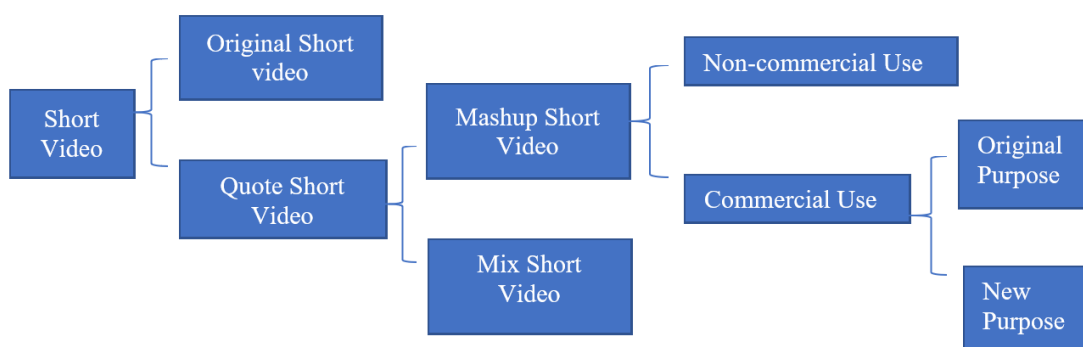 Short
Video
Original Short
video
Quote Short
Video
Mashup Short
Video
Mix Short
Video
Non-commercial Use
Commercial Use
Original
Purpose
New
Purpose